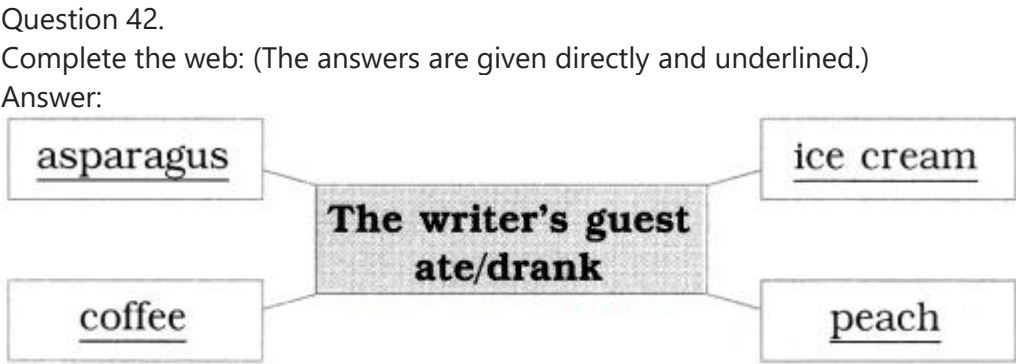 Question 42.
Complete the web: (The answers are given directly and underlined.)
Answer:
asparagus
ice cream
The writer's guest
ate/drank
coffee
peach